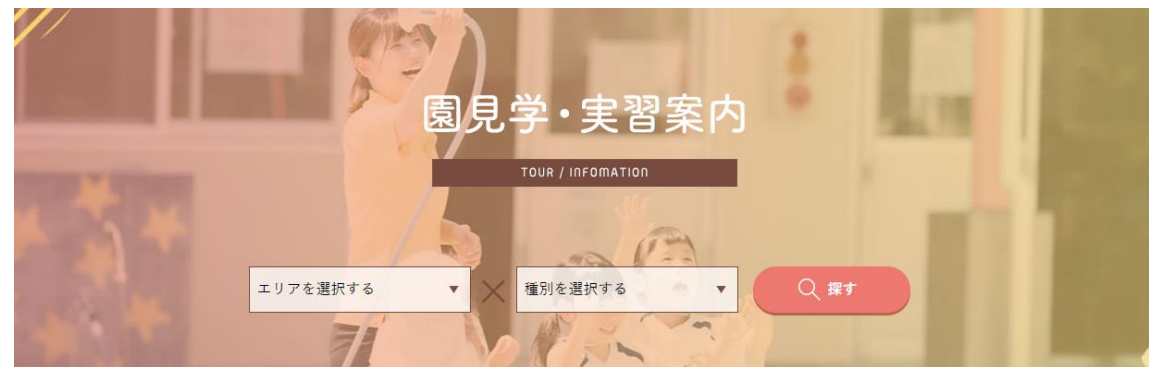 園見学・実習案内
TOUR / INFOMATION
エリアを選択する ▼ × 種別を選択する ▼ 探す